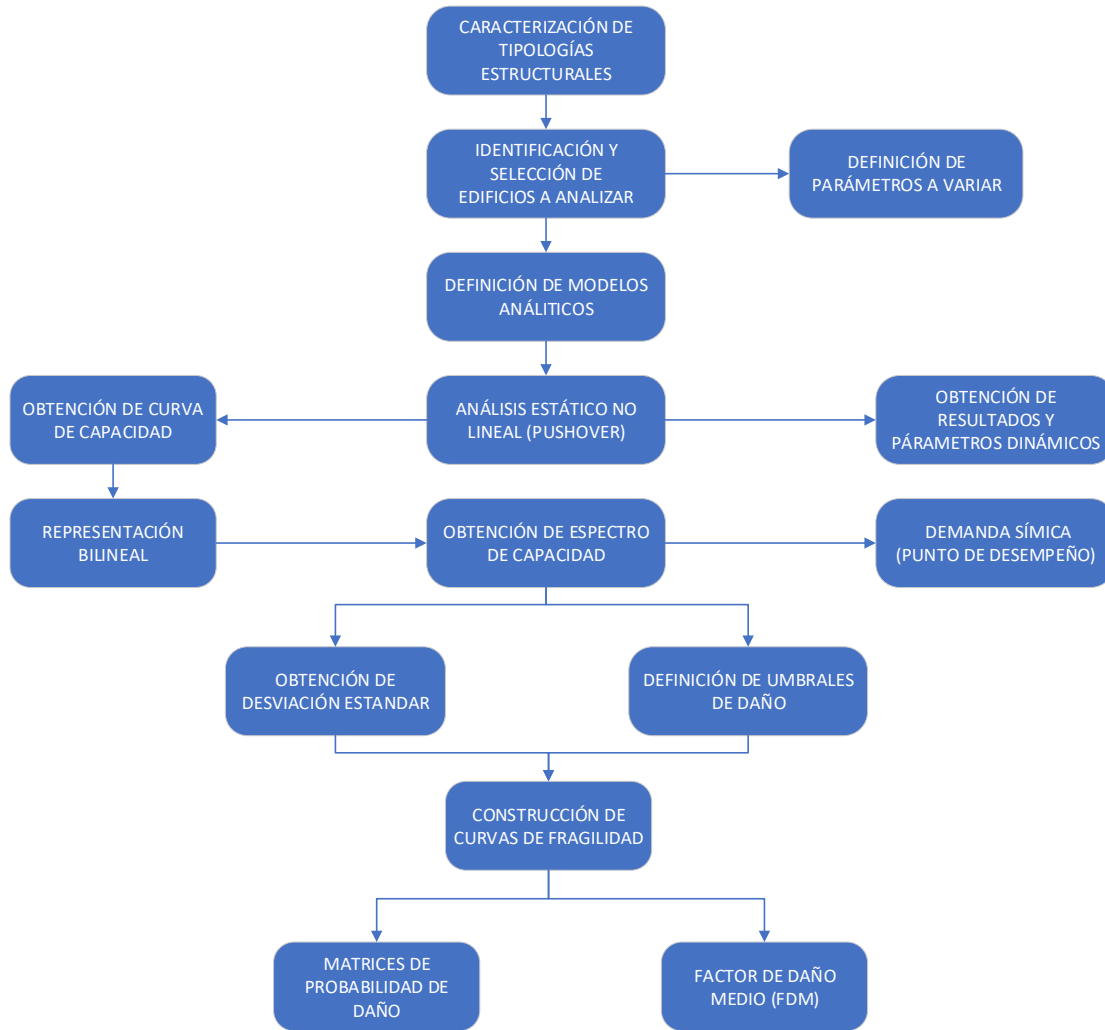 CARACTERIZACIÓN DE
TIPOLOGÍAS
ESTRUCTURALES
IDENTIFICACIÓN Y
SELECCIÓN DE
EDIFICIOS A ANALIZAR
DEFINICIÓN DE
PARÁMETROS A VARIAR
DEFINICIÓN DE MODELOS
ANÁLITICOS
OBTENCIÓN DE CURVA
DE CAPACIDAD
ANÁLISIS ESTÁTICO NO
LINEAL (PUSHOVER)
OBTENCIÓN DE
RESULTADOS Y
PÁRAMETROS DINÁMICOS
REPRESENTACIÓN
BILINEAL
OBTENCIÓN DE ESPECTRO
DE CAPACIDAD
DEMANDA SÍMICA
(PUNTO DE DESEMPEÑO)
OBTENCIÓN DE
DESVIACIÓN ESTANDAR
DEFINICIÓN DE UMBRALES
DE DAÑO
CONSTRUCCIÓN DE
CURVAS DE FRAGILIDAD
MATRICES DE
PROBABILIDAD DE
DAÑO
FACTOR DE DAÑO
MEDIO (FDM)